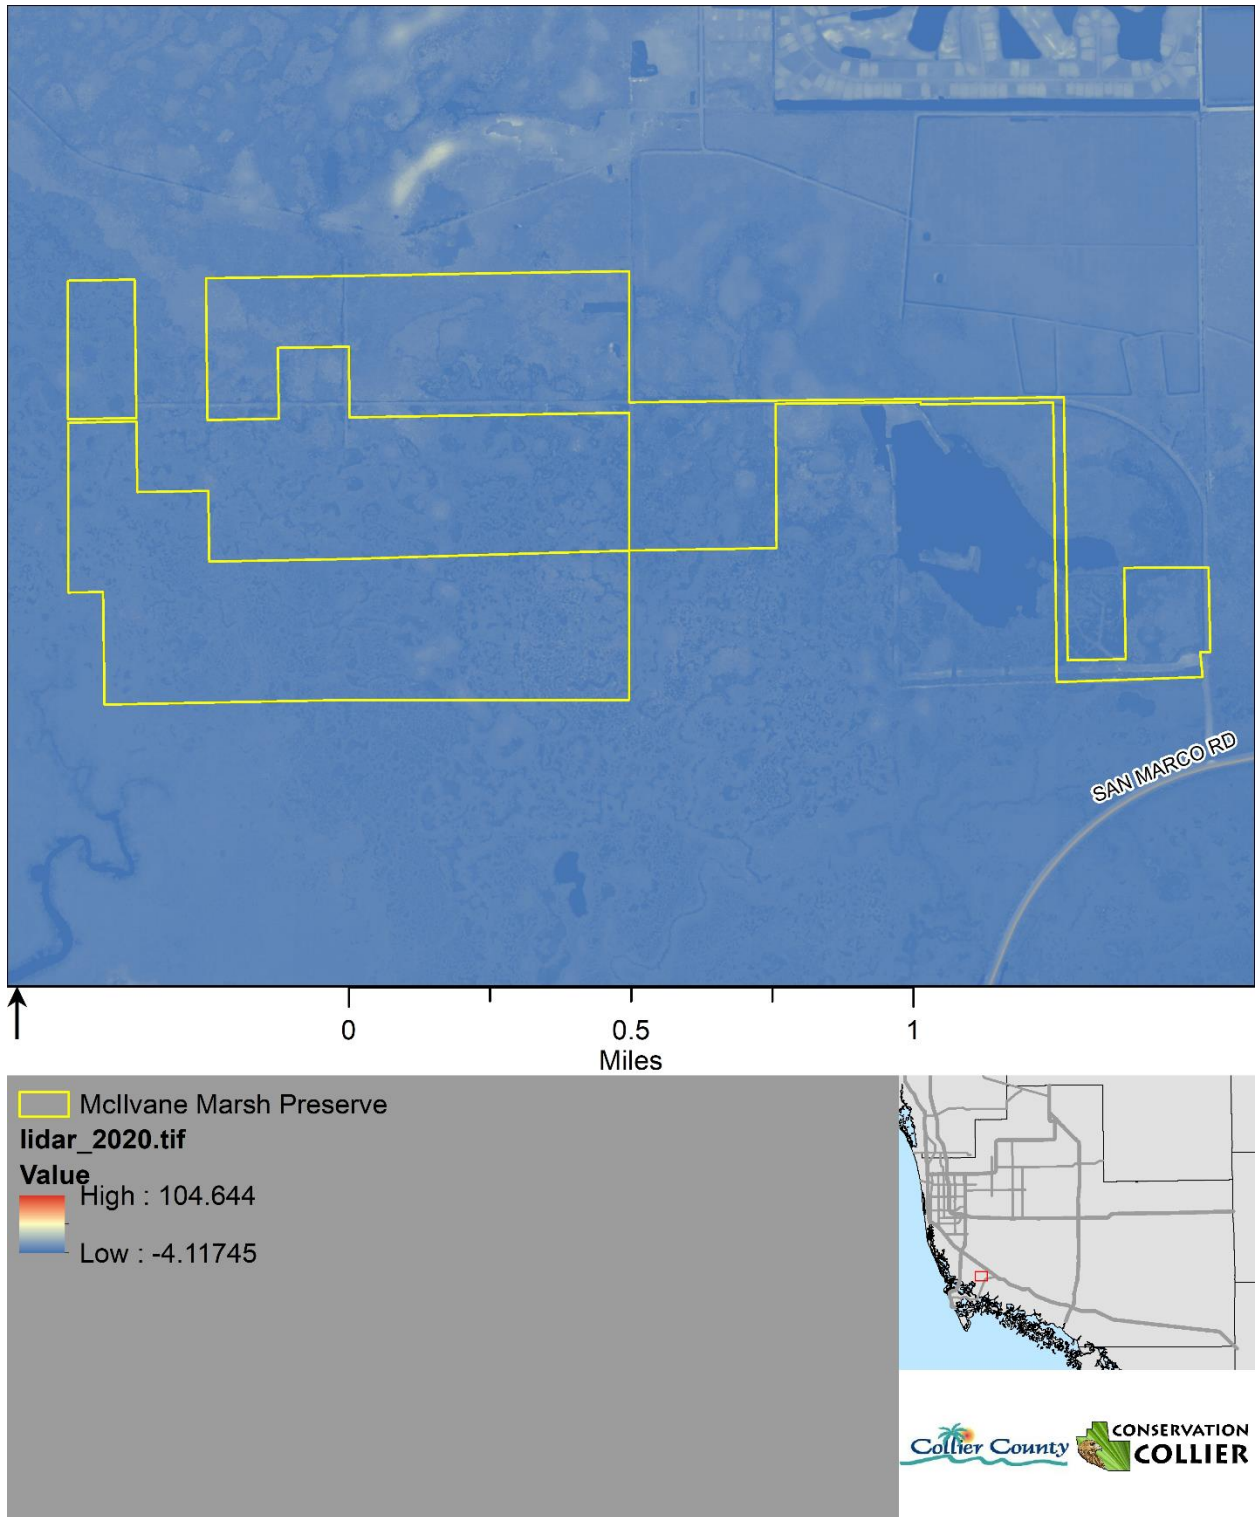 SAN MARCO RD
0 0.5 1
Miles
McIlvane Marsh Preserve
lidar_2020.tif
Value
High : 104.644
Low : -4.11745
Collier County
CONSERVATION
COLLIER